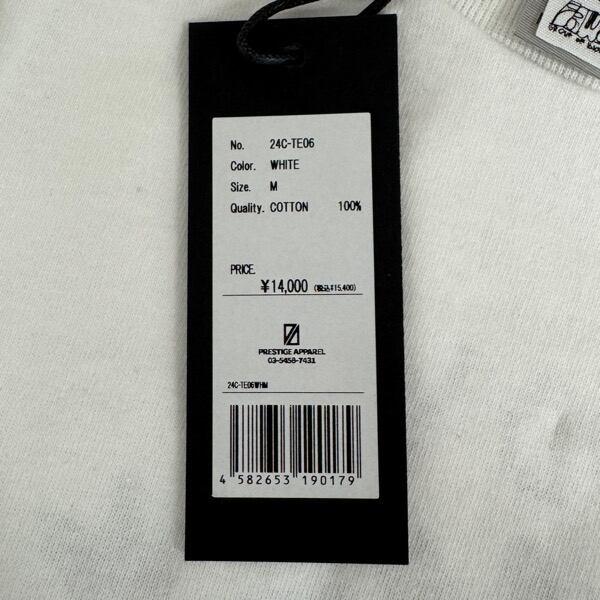 No. 24C-TE06
Color. WHITE
Size. M
Quality. COTTON 100%
PRICE.
¥14,000 (税込¥15,400)
PRESTIGE APPAREL
03-5458-7431
24C-TE06WHM
4 582653 190179